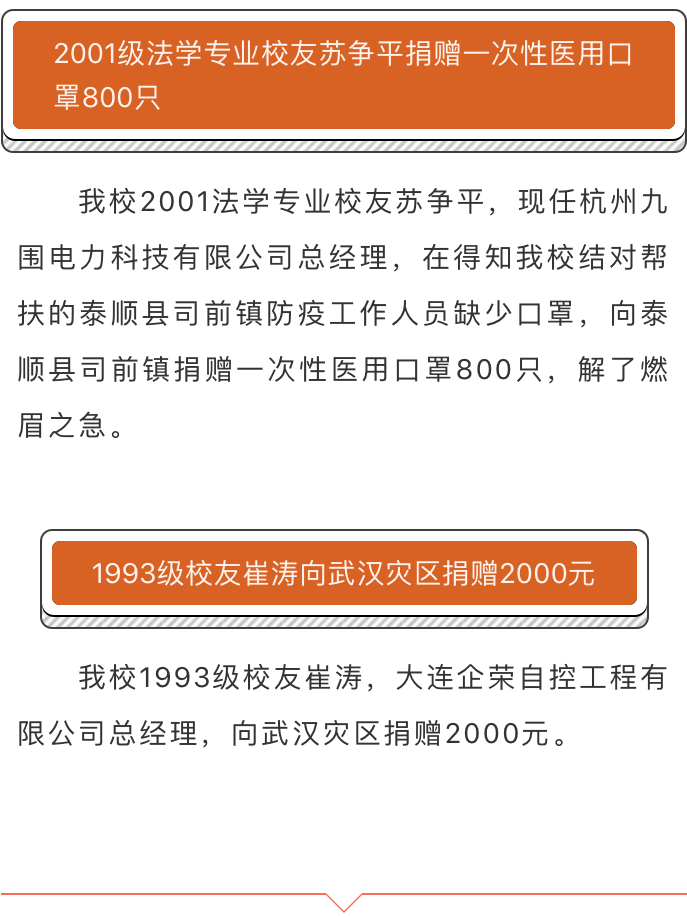 2001级法学专业校友苏争平捐赠一次性医用口
罩800只
我校2001法学专业校友苏争平，现任杭州九
围电力科技有限公司总经理，在得知我校结对帮
扶的泰顺县司前镇防疫工作人员缺少口罩，向泰
顺县司前镇捐赠一次性医用口罩800只，解了燃
眉之急。
1993级校友崔涛向武汉灾区捐赠2000元
我校1993级校友崔涛，大连企荣自控工程有
限公司总经理，向武汉灾区捐赠2000元。